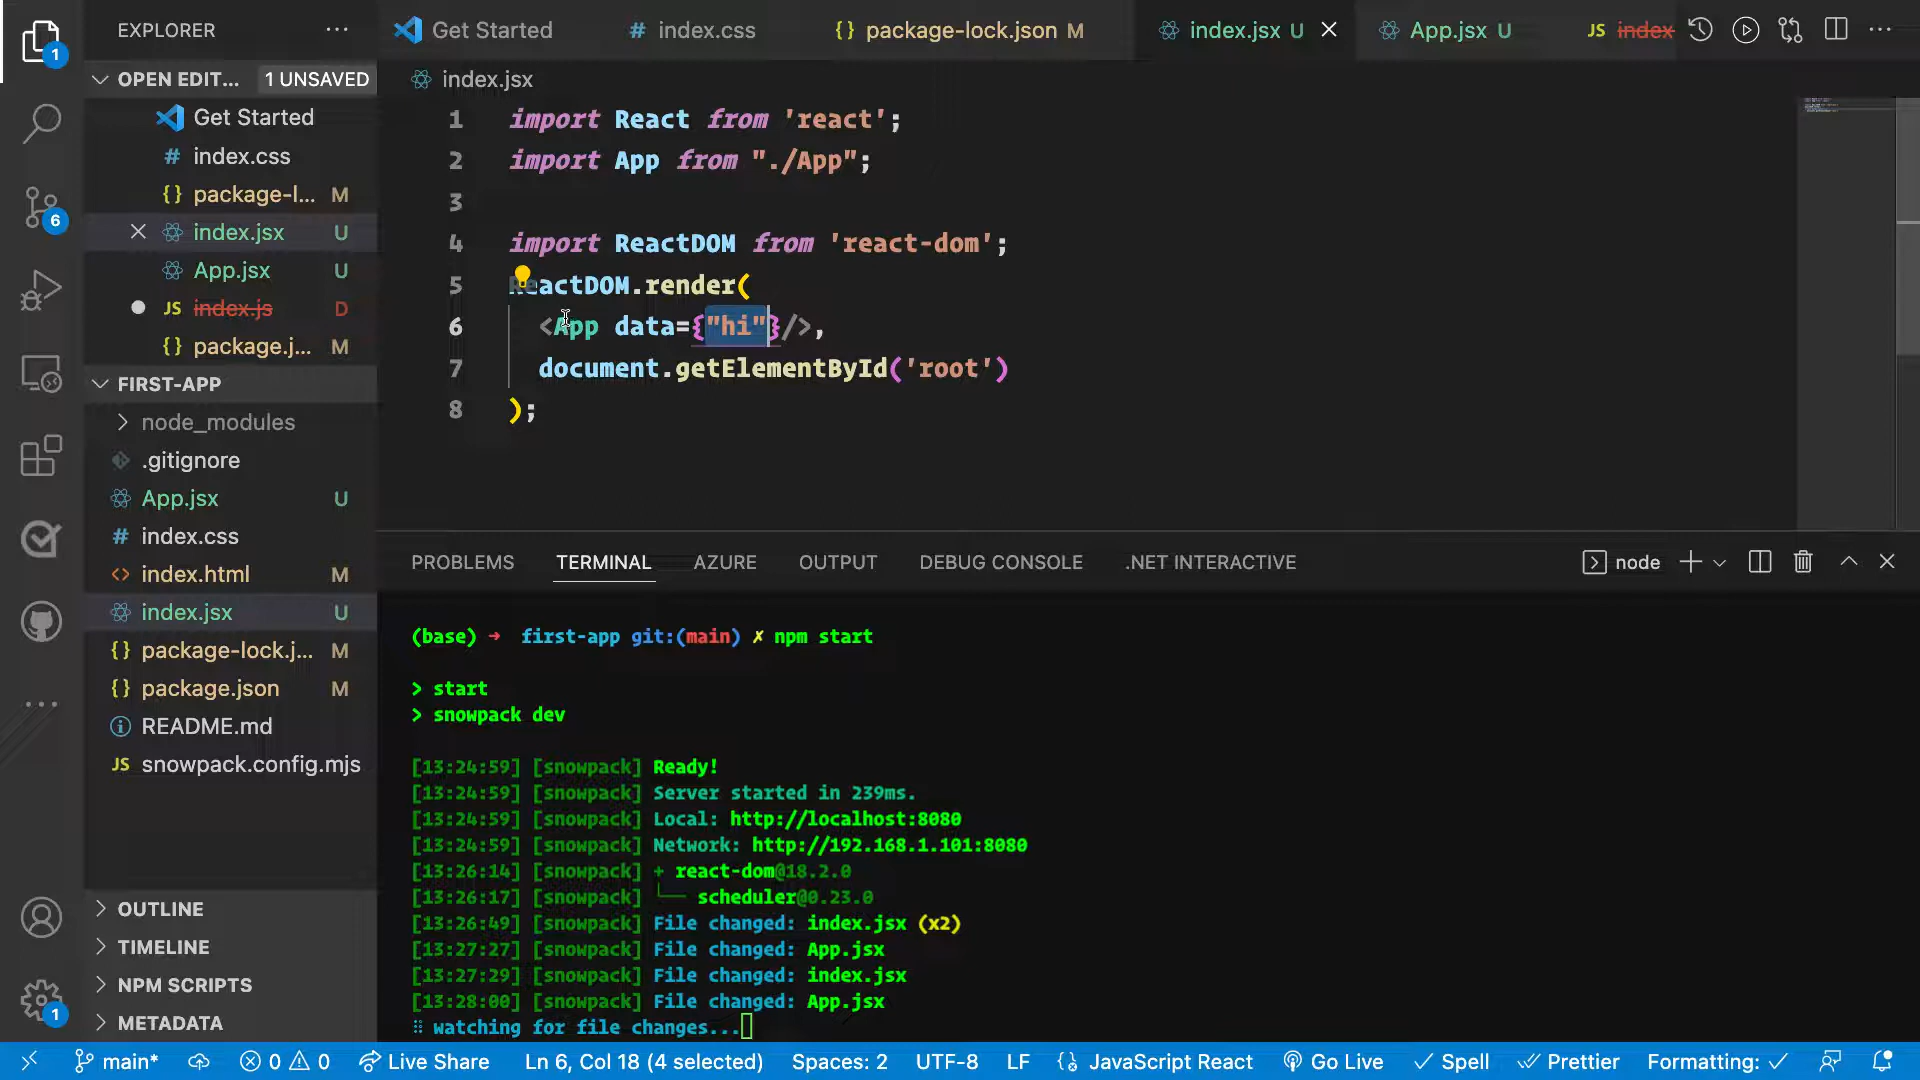 EXPLORER
OPEN EDIT... 1 UNSAVED
Get Started
# index.css
{} package-l... M
index.jsx U
App.jsx U
JS index.js D
{} package.j... M
FIRST-APP
node_modules
.gitignore
App.jsx U
# index.css
<> index.html M
index.jsx U
{} package-lock.j... M
{} package.json M
README.md
JS snowpack.config.mjs
OUTLINE
TIMELINE
NPM SCRIPTS
METADATA
1
6
1
Get Started # index.css {} package-lock.json M index.jsx U App.jsx U JS index
index.jsx
1 import React from 'react';
2 import App from "./App";
3
4 import ReactDOM from 'react-dom';
5 ReactDOM.render(
6 <App data={"hi"}/>,
7 document.getElementById('root')
8 );
PROBLEMS TERMINAL AZURE OUTPUT DEBUG CONSOLE .NET INTERACTIVE node
(base) → first-app git:(main) ✗ npm start
> start
> snowpack dev
[13:24:59] [snowpack] Ready!
[13:24:59] [snowpack] Server started in 239ms.
[13:24:59] [snowpack] Local: http://localhost:8080
[13:24:59] [snowpack] Network: http://192.168.1.101:8080
[13:26:14] [snowpack] + react-dom@18.2.0
[13:26:17] [snowpack] └── scheduler@0.23.0
[13:26:49] [snowpack] File changed: index.jsx (x2)
[13:27:27] [snowpack] File changed: App.jsx
[13:27:29] [snowpack] File changed: index.jsx
[13:28:00] [snowpack] File changed: App.jsx
⠿ watching for file changes...
main* 0 0 Live Share Ln 6, Col 18 (4 selected) Spaces: 2 UTF-8 LF {} JavaScript React Go Live ✓ Spell Prettier Formatting: ✓